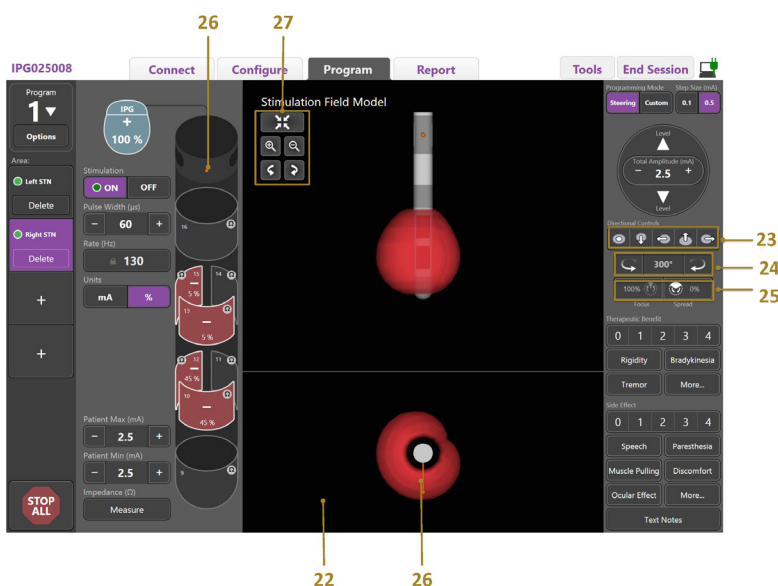 26
27
IPG025008
Connect
Configure
Program
Report
Tools
End Session
Program
1▼
Options
Area:
Left STN
Delete
Right STN
Delete
+
+
STOP
ALL
IPG
+
100 %
Stimulation
ON
OFF
Pulse Width (µs)
− 60 +
Rate (Hz)
130
Units
mA
%
Patient Max (mA)
− 2.5 +
Patient Min (mA)
− 2.5 +
Impedance (Ω)
Measure
16
15
14
5 %
13
5 %
12
11
45 %
10
45 %
9
Stimulation Field Model
Programming Mode
Step Size (mA)
Steering
Custom
0.1
0.5
Level
Total Amplitude (mA)
− 2.5 +
Level
Directional Controls
23
300°
24
100%
0%
25
Focus
Spread
Therapeutic Benefit
0 1 2 3 4
Rigidity
Bradykinesia
Tremor
More...
Side Effect
0 1 2 3 4
Speech
Paresthesia
Muscle Pulling
Discomfort
Ocular Effect
More...
Text Notes
22
26